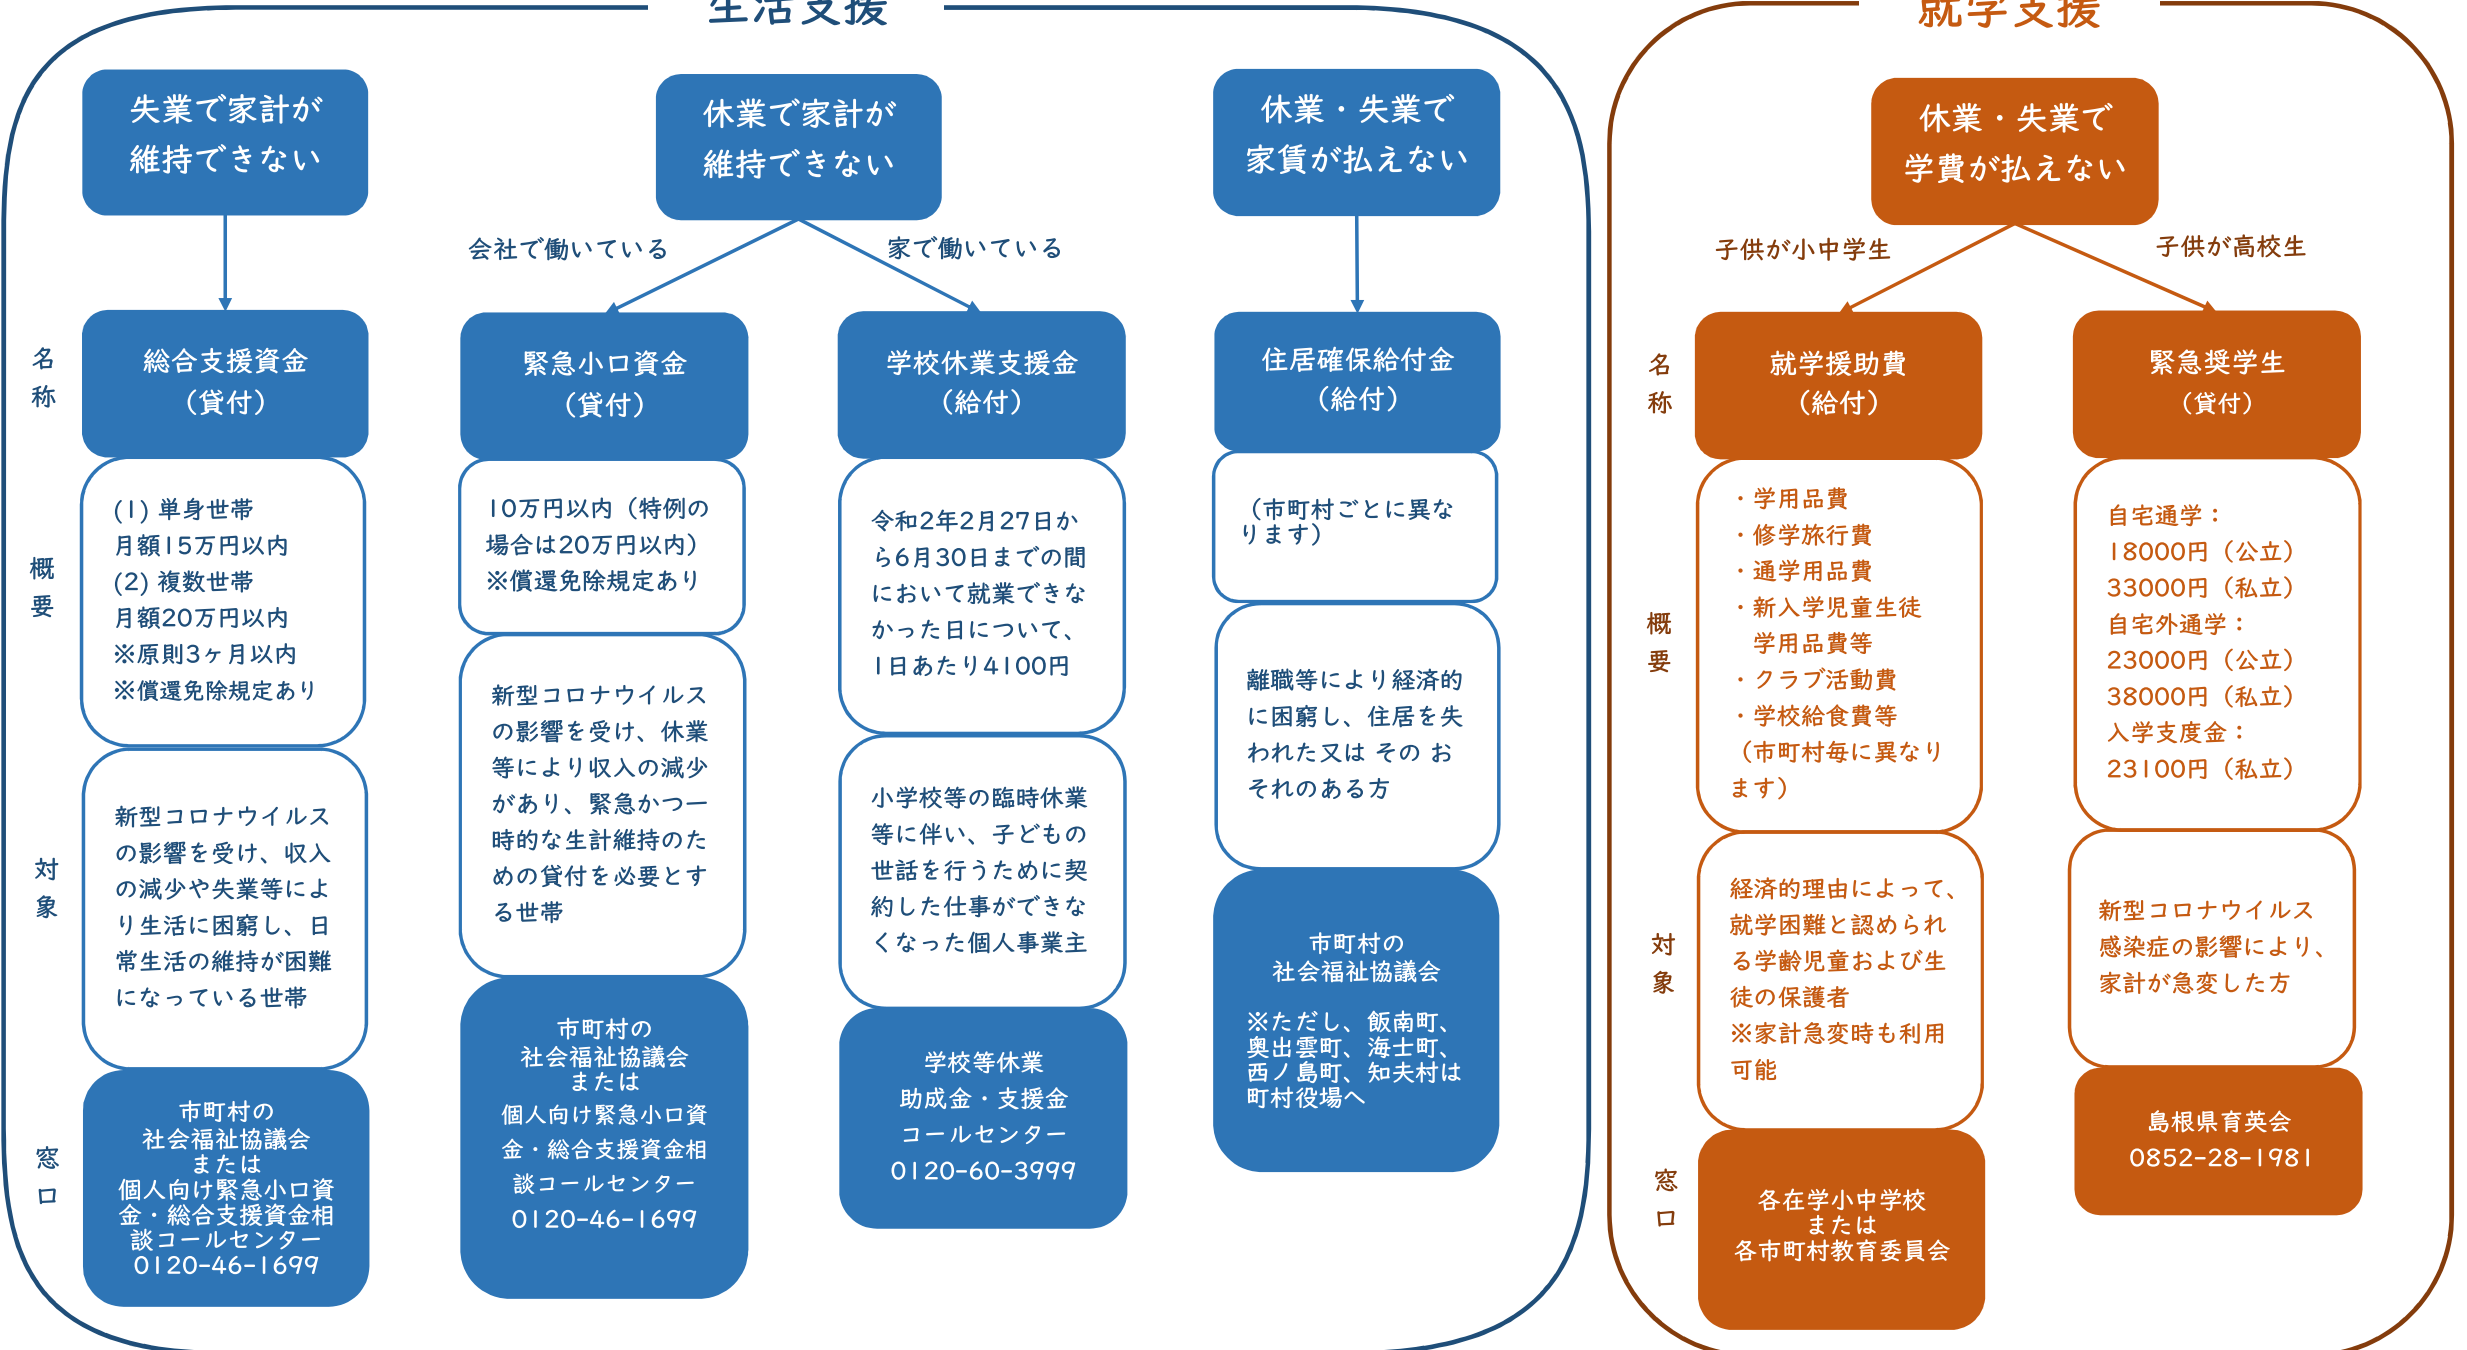 生活支援
失業で家計が
維持できない
休業で家計が
維持できない
休業・失業で
家賃が払えない
会社で働いている
家で働いている
名
称
総合支援資金
（貸付）
緊急小口資金
（貸付）
学校休業支援金
（給付）
住居確保給付金
（給付）
概
要
(1) 単身世帯
月額15万円以内
(2) 複数世帯
月額20万円以内
※原則3ヶ月以内
※償還免除規定あり
10万円以内（特例の
場合は20万円以内）
※償還免除規定あり
令和2年2月27日か
ら6月30日までの間
において就業できな
かった日について、
1日あたり4100円
（市町村ごとに異な
ります）
対
象
新型コロナウイルス
の影響を受け、収入
の減少や失業等によ
り生活に困窮し、日
常生活の維持が困難
になっている世帯
新型コロナウイルス
の影響を受け、休業
等により収入の減少
があり、緊急かつ一
時的な生計維持のた
めの貸付を必要とす
る世帯
小学校等の臨時休業
等に伴い、子どもの
世話を行うために契
約した仕事ができな
くなった個人事業主
離職等により経済的
に困窮し、住居を失
われた又は その お
それのある方
窓
口
市町村の
社会福祉協議会
または
個人向け緊急小口資
金・総合支援資金相
談コールセンター
0120-46-1699
市町村の
社会福祉協議会
または
個人向け緊急小口資
金・総合支援資金相
談コールセンター
0120-46-1699
学校等休業
助成金・支援金
コールセンター
0120-60-3999
市町村の
社会福祉協議会
※ただし、飯南町、
奥出雲町、海士町、
西ノ島町、知夫村は
町村役場へ
就学支援
休業・失業で
学費が払えない
子供が小中学生
子供が高校生
名
称
就学援助費
（給付）
緊急奨学生
（貸付）
概
要
・学用品費
・修学旅行費
・通学用品費
・新入学児童生徒
学用品費等
・クラブ活動費
・学校給食費等
（市町村毎に異なり
ます）
自宅通学：
18000円（公立）
33000円（私立）
自宅外通学：
23000円（公立）
38000円（私立）
入学支度金：
23100円（私立）
対
象
経済的理由によって、
就学困難と認められ
る学齢児童および生
徒の保護者
※家計急変時も利用
可能
新型コロナウイルス
感染症の影響により、
家計が急変した方
窓
口
各在学小中学校
または
各市町村教育委員会
島根県育英会
0852-28-1981